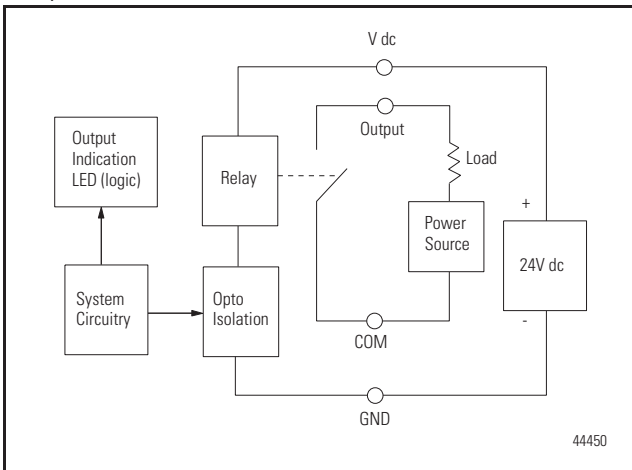 V dc
Output
Indication
LED (logic)
Output
Relay
Load
Power
Source
+
24V dc
-
System
Circuitry
Opto
Isolation
COM
GND
44450